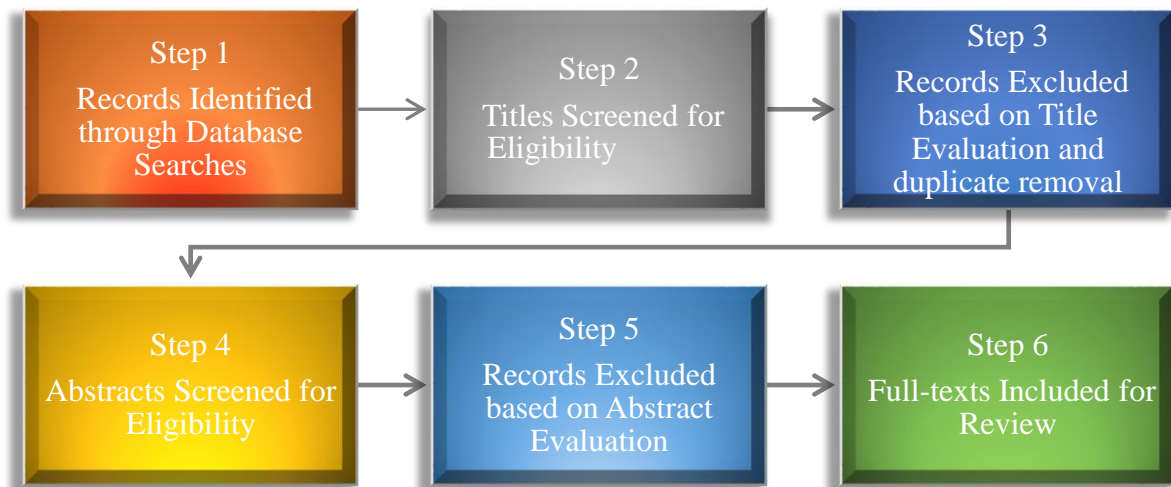 Step 1
Records Identified
through Database
Searches
Step 2
Titles Screened for
Eligibility
Step 3
Records Excluded
based on Title
Evaluation and
duplicate removal
Step 4
Abstracts Screened for
Eligibility
Step 5
Records Excluded
based on Abstract
Evaluation
Step 6
Full-texts Included for
Review